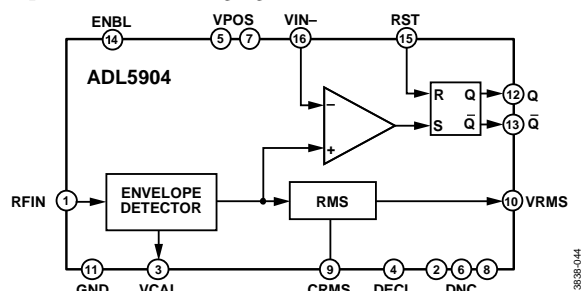 ENBL VPOS VIN– RST
14 5 7 16 15
ADL5904
R Q 12 Q
S Q̄ 13 Q̄
–
+
RFIN 1 ENVELOPE DETECTOR RMS 10 VRMS
11 3 9 4 2 6 8
GND VCAL CRMS DECL DNC
3838-044